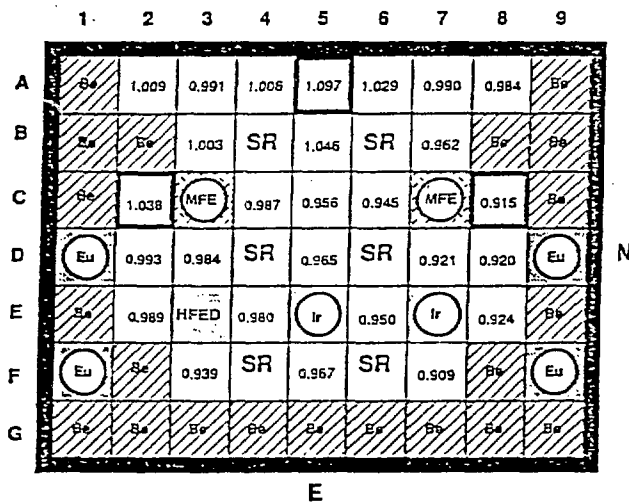 1 2 3 4 5 6 7 8 9
A Be 1.009 0.991 1.006 1.097 1.029 0.990 0.984 Be
B Be Be 1.003 SR 1.046 SR 0.962 Be Be
C Be 1.038 MFE 0.987 0.956 0.945 MFE 0.915 Be
D Eu 0.993 0.984 SR 0.965 SR 0.921 0.920 Eu N
E Be 0.989 HFED 0.980 Ir 0.950 Ir 0.924 Be
F Eu Be 0.939 SR 0.967 SR 0.909 Be Eu
G Be Be Be Be Be Be Be Be Be
E